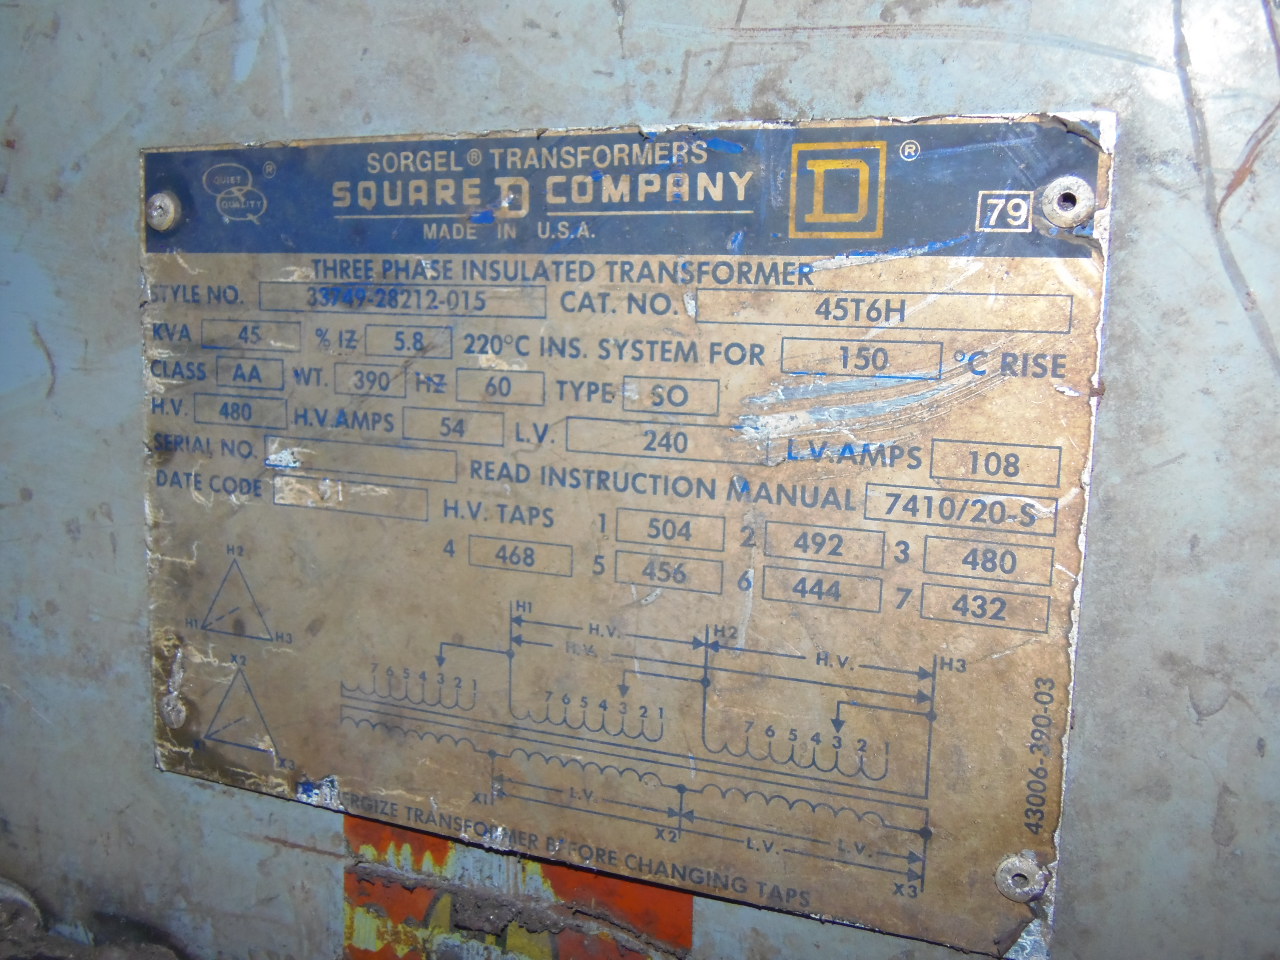 QUIET
QUALITY ®
SORGEL® TRANSFORMERS
SQUARE D COMPANY
MADE IN U.S.A.
D ®
79
THREE PHASE INSULATED TRANSFORMER
STYLE NO. 33749-28212-015 CAT. NO. 45T6H
KVA 45 % IZ 5.8 220°C INS. SYSTEM FOR 150 °C RISE
CLASS AA WT. 390 HZ 60 TYPE SO
H.V. 480 H.V. AMPS 54 L.V. 240 L.V. AMPS 108
SERIAL NO. READ INSTRUCTION MANUAL 7410/20-S
DATE CODE
H.V. TAPS 1 504 2 492 3 480
4 468 5 456 6 444 7 432
H2
H1 H3
X2
X1 X3
H1 H.V. H2
H.V. H.V. H3
7 6 5 4 3 2 1
7 6 5 4 3 2 1
7 6 5 4 3 2 1
X1 L.V. X2 L.V. L.V. X3
ENERGIZE TRANSFORMER BEFORE CHANGING TAPS
43006-390-03